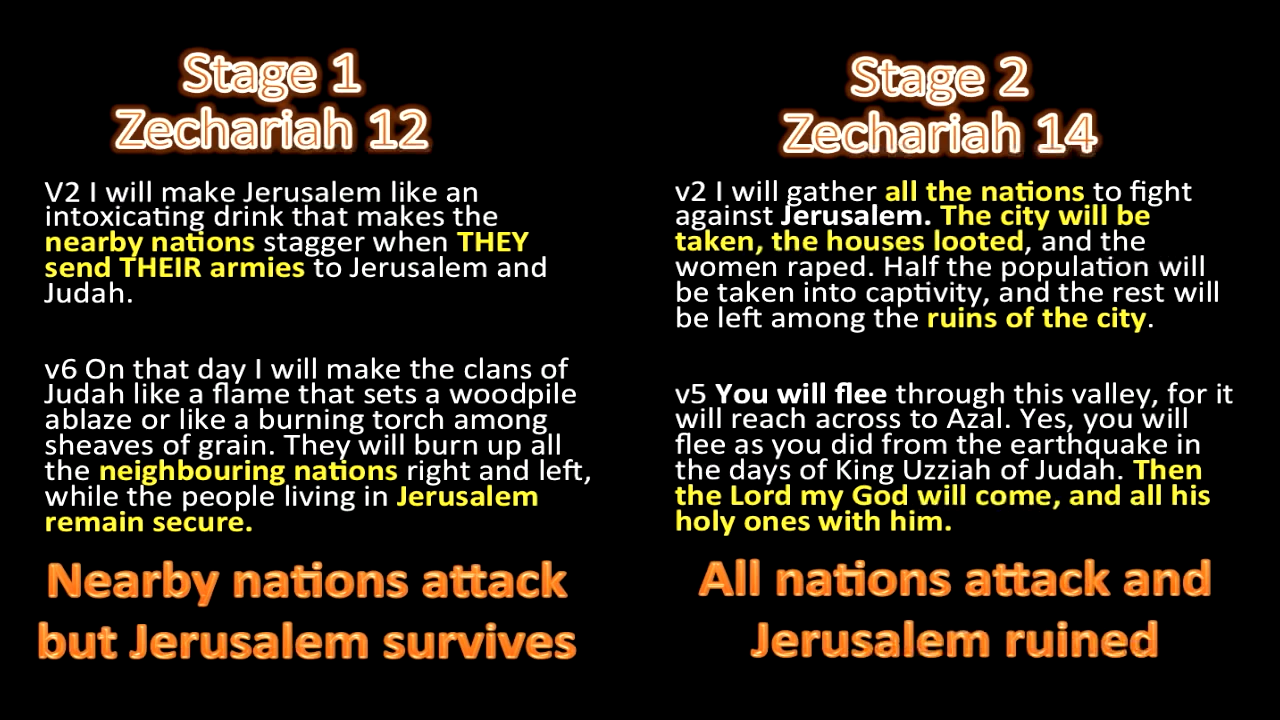 Stage 1
Zechariah 12
V2 I will make Jerusalem like an
intoxicating drink that makes the
nearby nations stagger when THEY
send THEIR armies to Jerusalem and
Judah.
v6 On that day I will make the clans of
Judah like a flame that sets a woodpile
ablaze or like a burning torch among
sheaves of grain. They will burn up all
the neighbouring nations right and left,
while the people living in Jerusalem
remain secure.
Nearby nations attack
but Jerusalem survives
Stage 2
Zechariah 14
v2 I will gather all the nations to fight
against Jerusalem. The city will be
taken, the houses looted, and the
women raped. Half the population will
be taken into captivity, and the rest will
be left among the ruins of the city.
v5 You will flee through this valley, for it
will reach across to Azal. Yes, you will
flee as you did from the earthquake in
the days of King Uzziah of Judah. Then
the Lord my God will come, and all his
holy ones with him.
All nations attack and
Jerusalem ruined